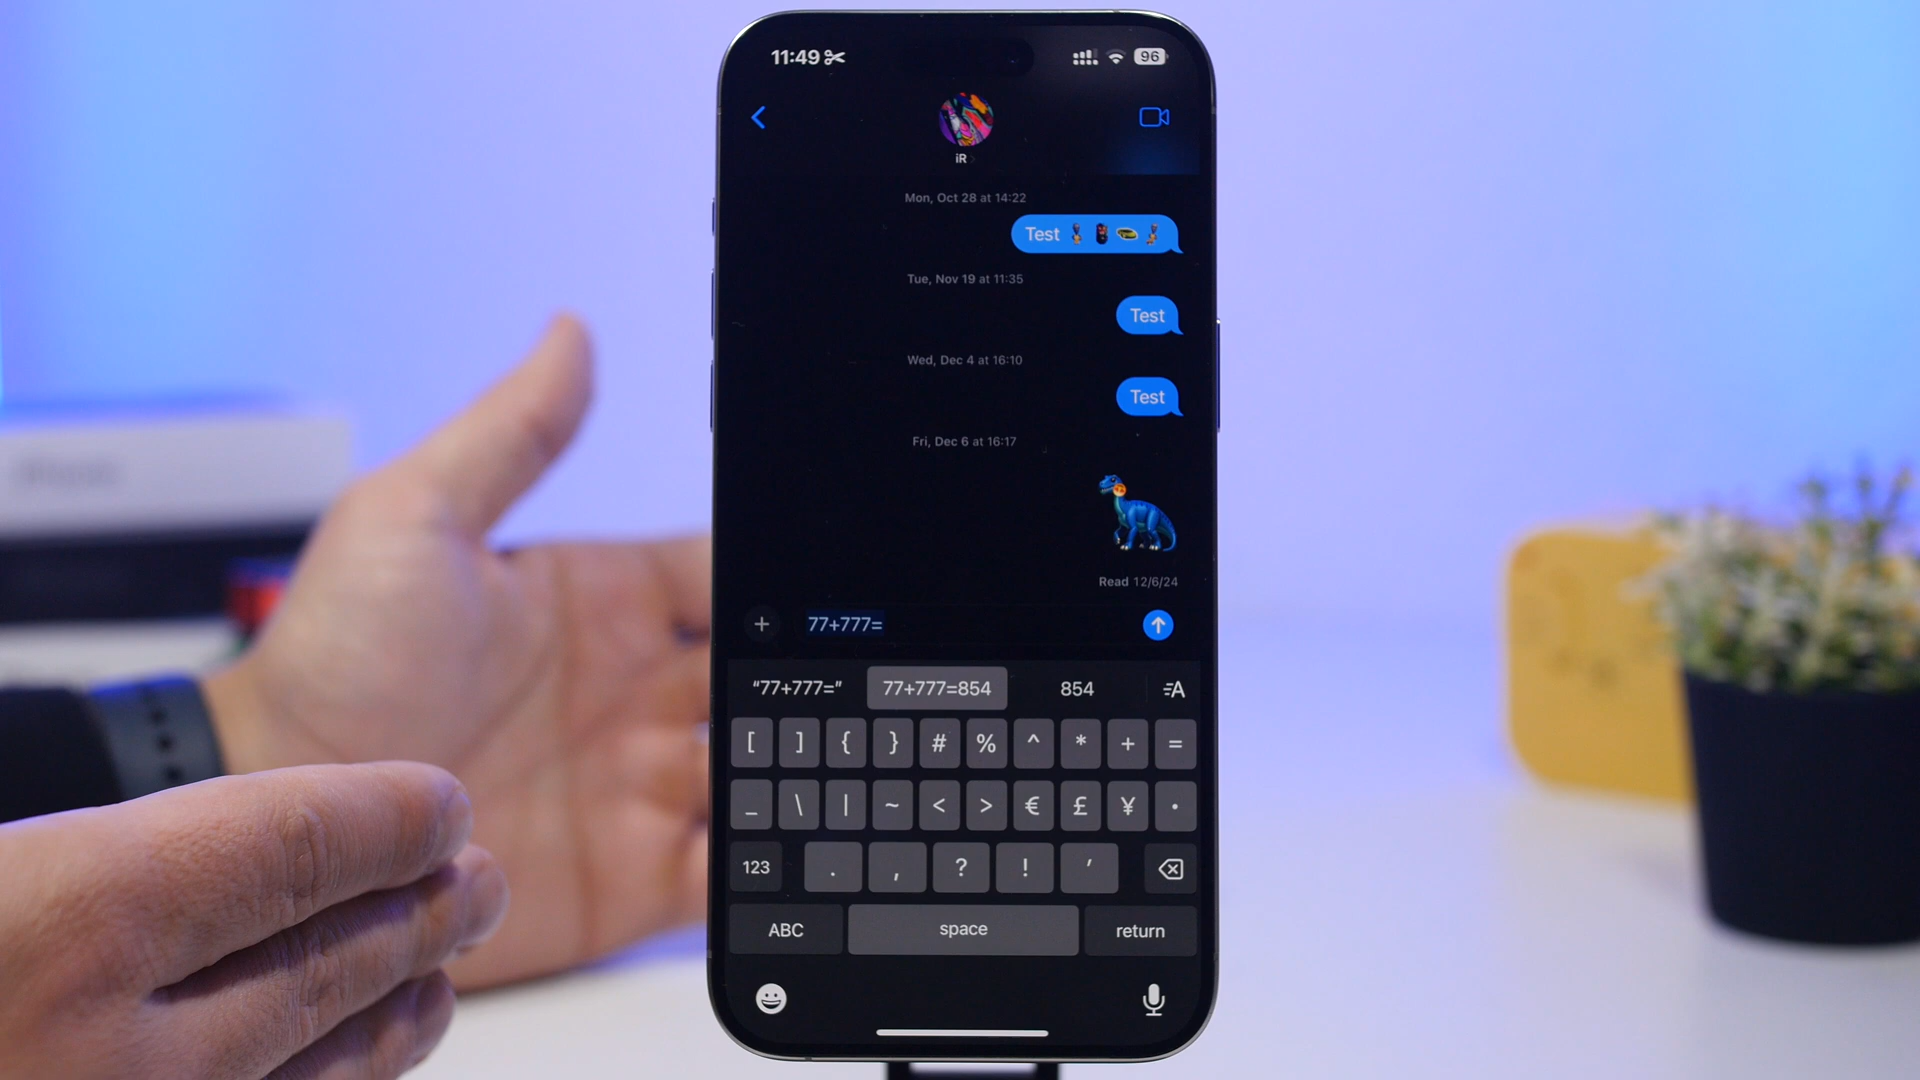 11:49
96
iR
Mon, Oct 28 at 14:22
Test
Tue, Nov 19 at 11:35
Test
Wed, Dec 4 at 16:10
Test
Fri, Dec 6 at 16:17
Read 12/6/24
+ 77+777=
“77+777=” 77+777=854 854 A
[ ] { } # % ^ * + =
_ \ | ~ < > € £ ¥ •
123 . , ? ! ’
ABC space return